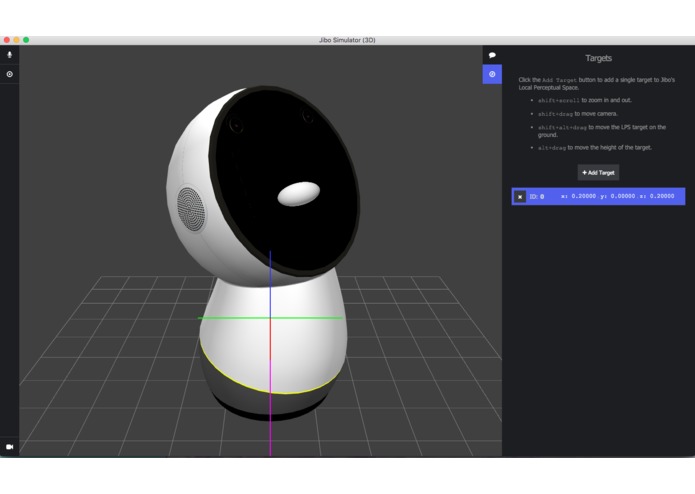 Jibo Simulator (3D)
Targets
Click the Add Target button to add a single target to Jibo's
Local Perceptual Space.
• shift+scroll to zoom in and out.
• shift+drag to move camera.
• shift+alt+drag to move the LPS target on the
ground.
• alt+drag to move the height of the target.
+ Add Target
ID: 0 x: 0.30000 y: 0.00000 z: 0.20000